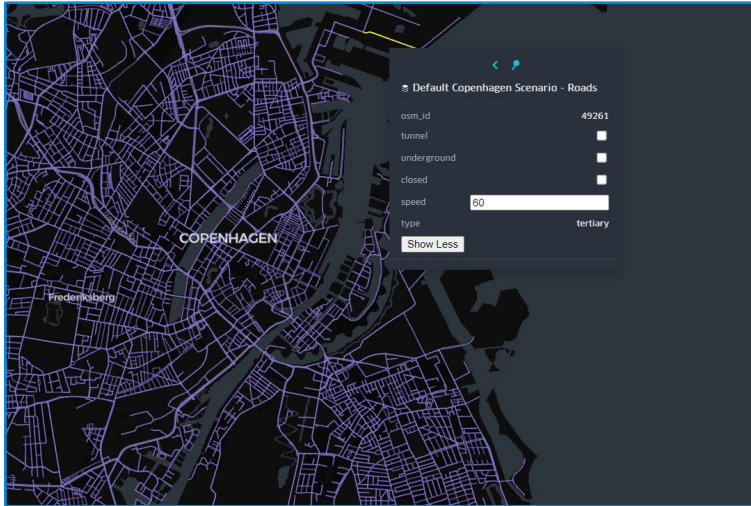 Default Copenhagen Scenario - Roads
osm_id 49261
tunnel
underground
closed
speed 60
type tertiary
Show Less
COPENHAGEN
Frederiksberg